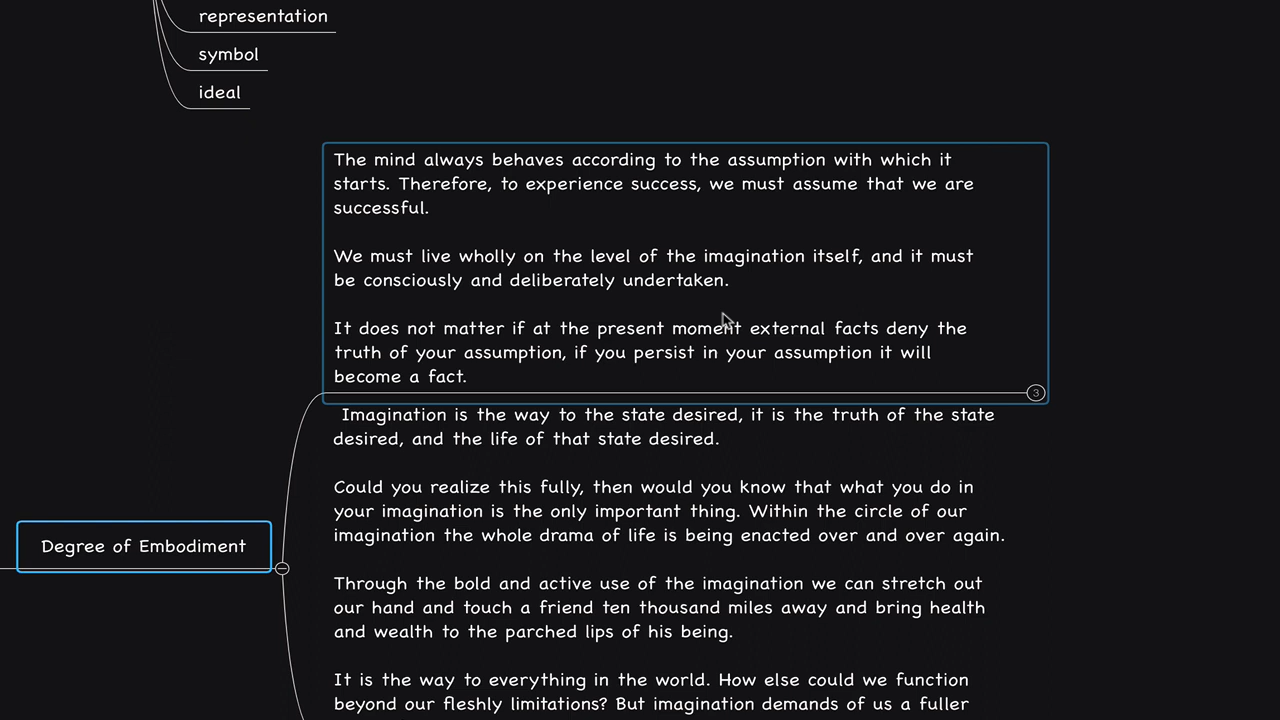 representation
symbol
ideal
The mind always behaves according to the assumption with which it
starts. Therefore, to experience success, we must assume that we are
successful.
We must live wholly on the level of the imagination itself, and it must
be consciously and deliberately undertaken.
It does not matter if at the present moment external facts deny the
truth of your assumption, if you persist in your assumption it will
become a fact.
3
Imagination is the way to the state desired, it is the truth of the state
desired, and the life of that state desired.
Could you realize this fully, then would you know that what you do in
your imagination is the only important thing. Within the circle of our
imagination the whole drama of life is being enacted over and over again.
Degree of Embodiment
Through the bold and active use of the imagination we can stretch out
our hand and touch a friend ten thousand miles away and bring health
and wealth to the parched lips of his being.
It is the way to everything in the world. How else could we function
beyond our fleshly limitations? But imagination demands of us a fuller